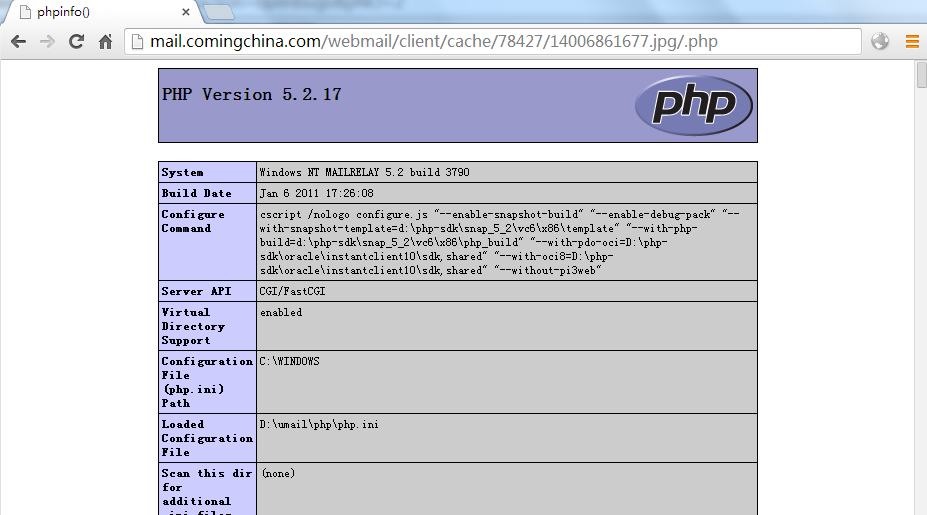 phpinfo()
mail.comingchina.com/webmail/client/cache/78427/14006861677.jpg/.php
PHP Version 5.2.17
php
System
Windows NT MAILRELAY 5.2 build 3790
Build Date
Jan 6 2011 17:26:08
Configure
Command
cscript /nologo configure.js "--enable-snapshot-build" "--enable-debug-pack" "--
with-snapshot-template=d:\php-sdk\snap_5_2\vc6\x86\template" "--with-php-
build=d:\php-sdk\snap_5_2\vc6\x86\php_build" "--with-pdo-oci=D:\php-
sdk\oracle\instantclient10\sdk,shared" "--with-oci8=D:\php-
sdk\oracle\instantclient10\sdk,shared" "--without-pi3web"
Server API
CGI/FastCGI
Virtual
Directory
Support
enabled
Configuration
File
(php.ini)
Path
C:\WINDOWS
Loaded
Configuration
File
D:\umail\php\php.ini
Scan this dir
for
additional
(none)